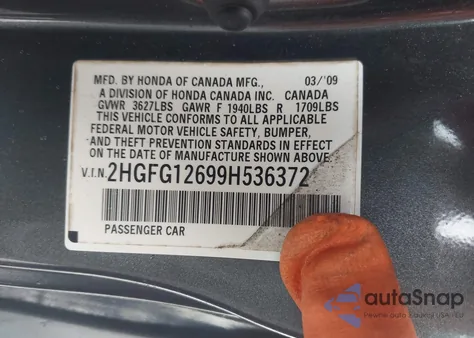 MFD. BY HONDA OF CANADA MFG., 03/'09
A DIVISION OF HONDA CANADA INC. CANADA
GVWR 3627LBS GAWR F 1940LBS R 1709LBS
THIS VEHICLE CONFORMS TO ALL APPLICABLE
FEDERAL MOTOR VEHICLE SAFETY, BUMPER,
AND THEFT PREVENTION STANDARDS IN EFFECT
ON THE DATE OF MANUFACTURE SHOWN ABOVE.
V.I.N. 2HGFG12699H536372
PASSENGER CAR
autoSnap